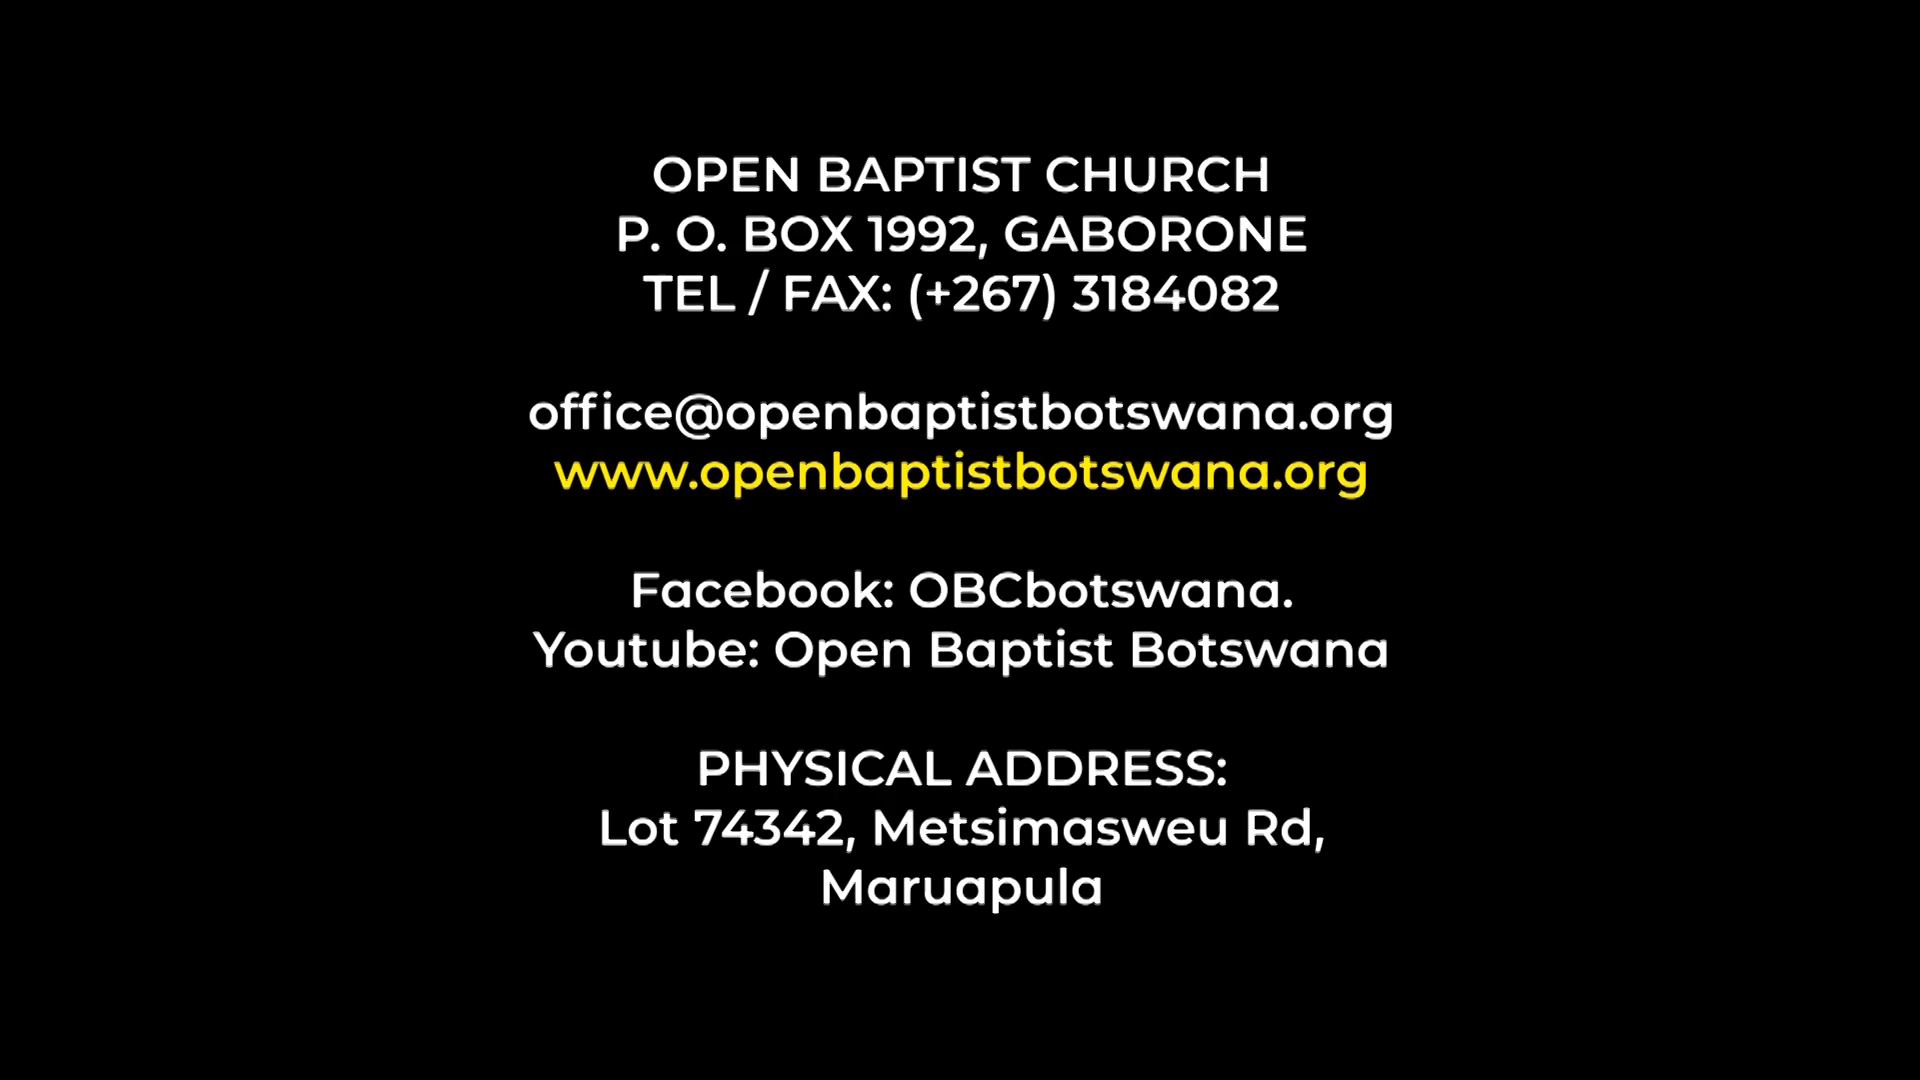 OPEN BAPTIST CHURCH
P. O. BOX 1992, GABORONE
TEL / FAX: (+267) 3184082
office@openbaptistbotswana.org
www.openbaptistbotswana.org
Facebook: OBCbotswana.
Youtube: Open Baptist Botswana
PHYSICAL ADDRESS:
Lot 74342, Metsimasweu Rd,
Maruapula